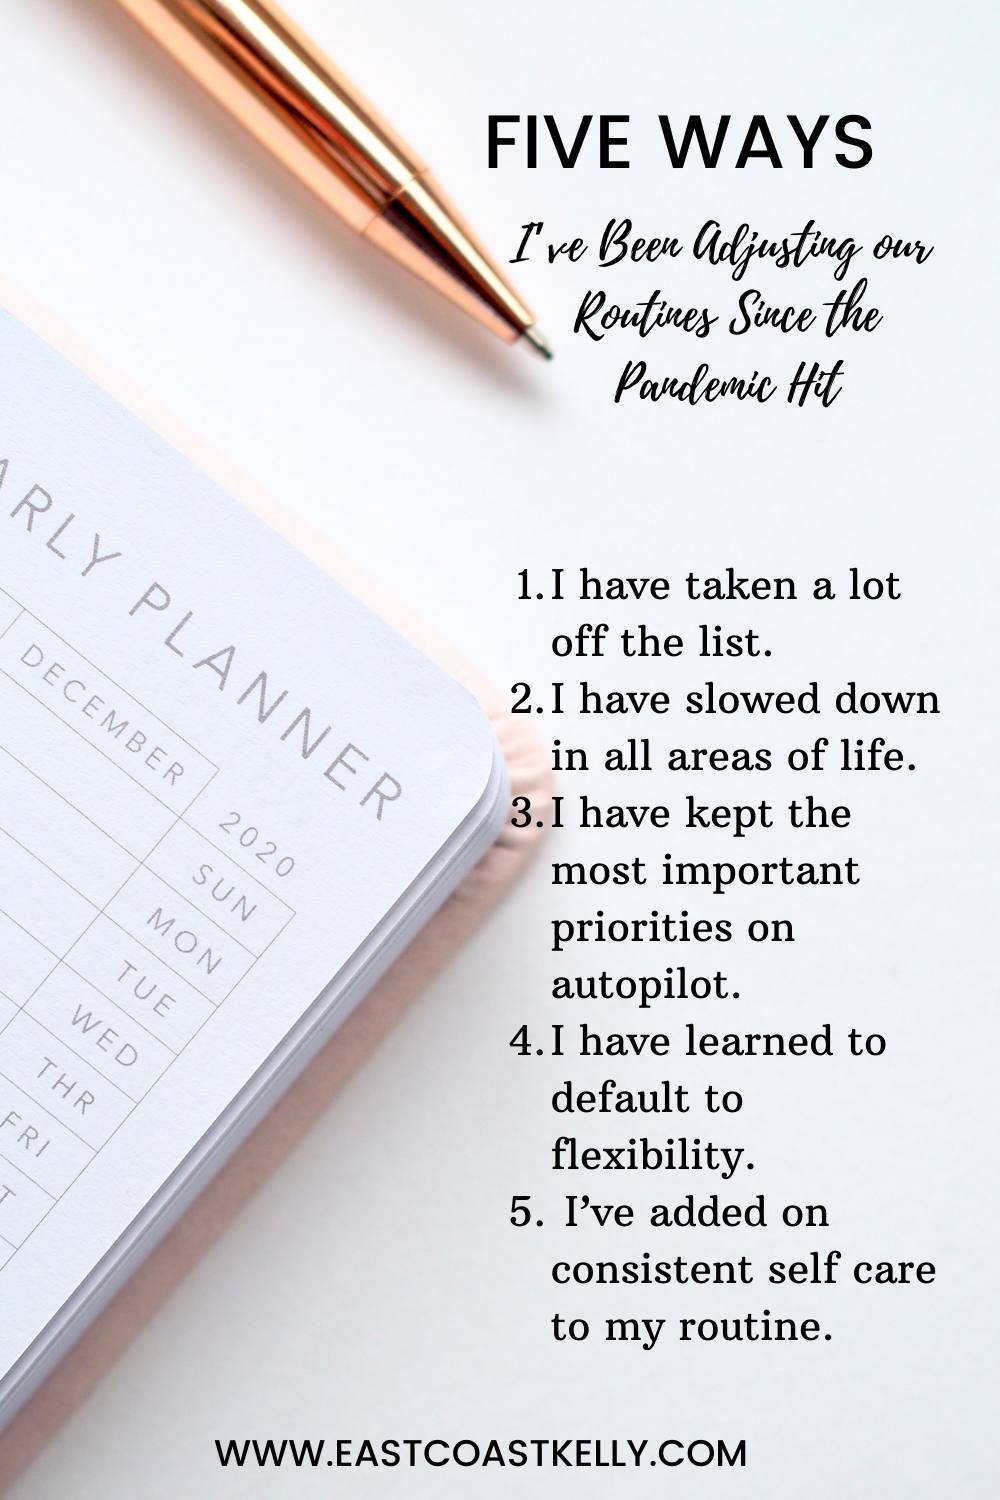 FIVE WAYS
I've Been Adjusting our
Routines Since the
Pandemic Hit
ARLY PLANNER
DECEMBER
2020
SUN
MON
TUE
WED
THR
FRI
T
1. I have taken a lot
off the list.
2. I have slowed down
in all areas of life.
3. I have kept the
most important
priorities on
autopilot.
4. I have learned to
default to
flexibility.
5. I’ve added on
consistent self care
to my routine.
WWW.EASTCOASTKELLY.COM